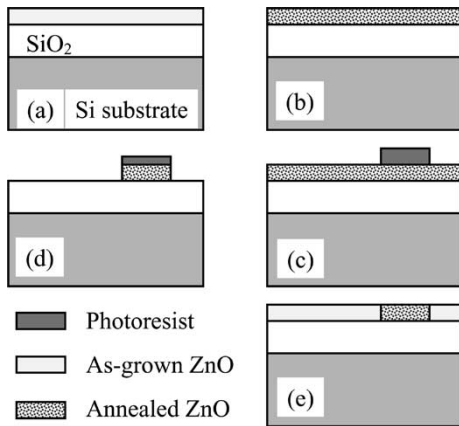 SiO2
(a) Si substrate
(b)
(d)
(c)
Photoresist
As-grown ZnO
Annealed ZnO
(e)